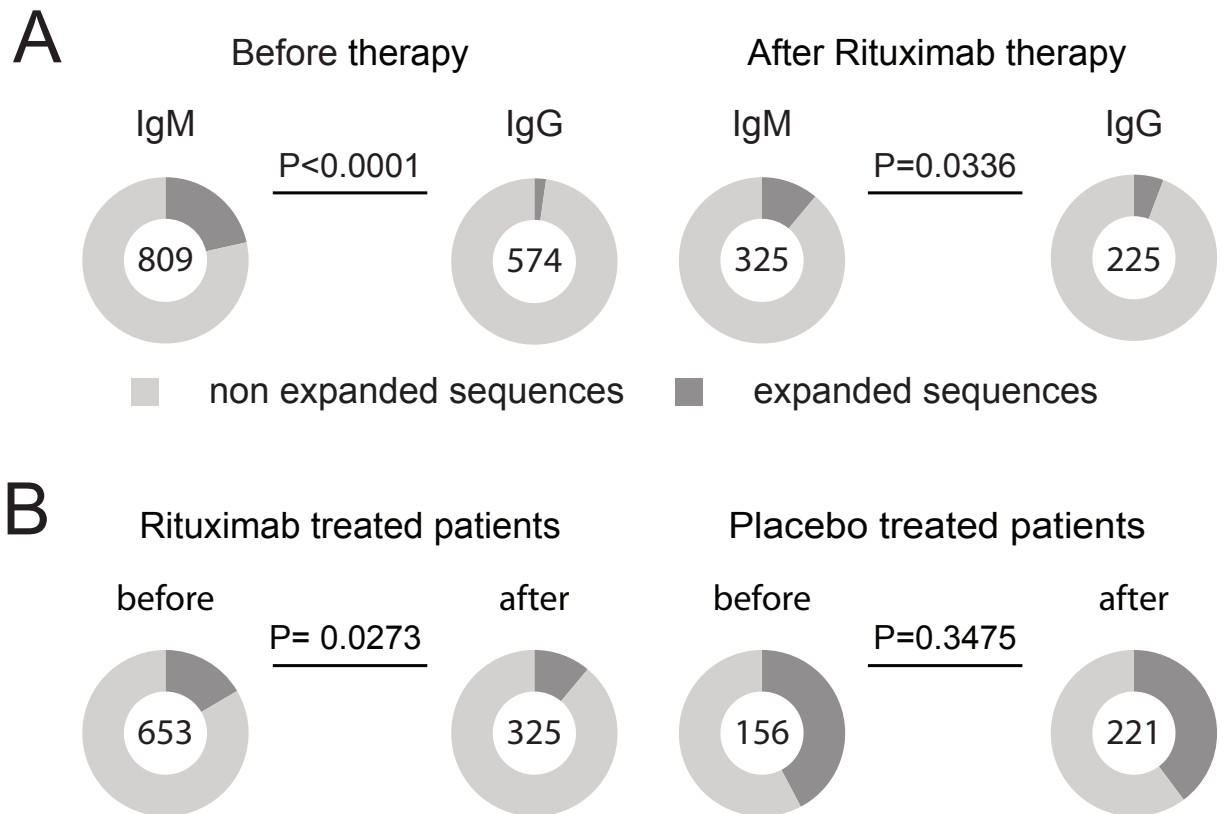 A
Before therapy
After Rituximab therapy
IgM
IgG
IgM
IgG
P<0.0001
P=0.0336
809
574
325
225
non expanded sequences
expanded sequences
B
Rituximab treated patients
Placebo treated patients
before
after
before
after
P= 0.0273
P=0.3475
653
325
156
221